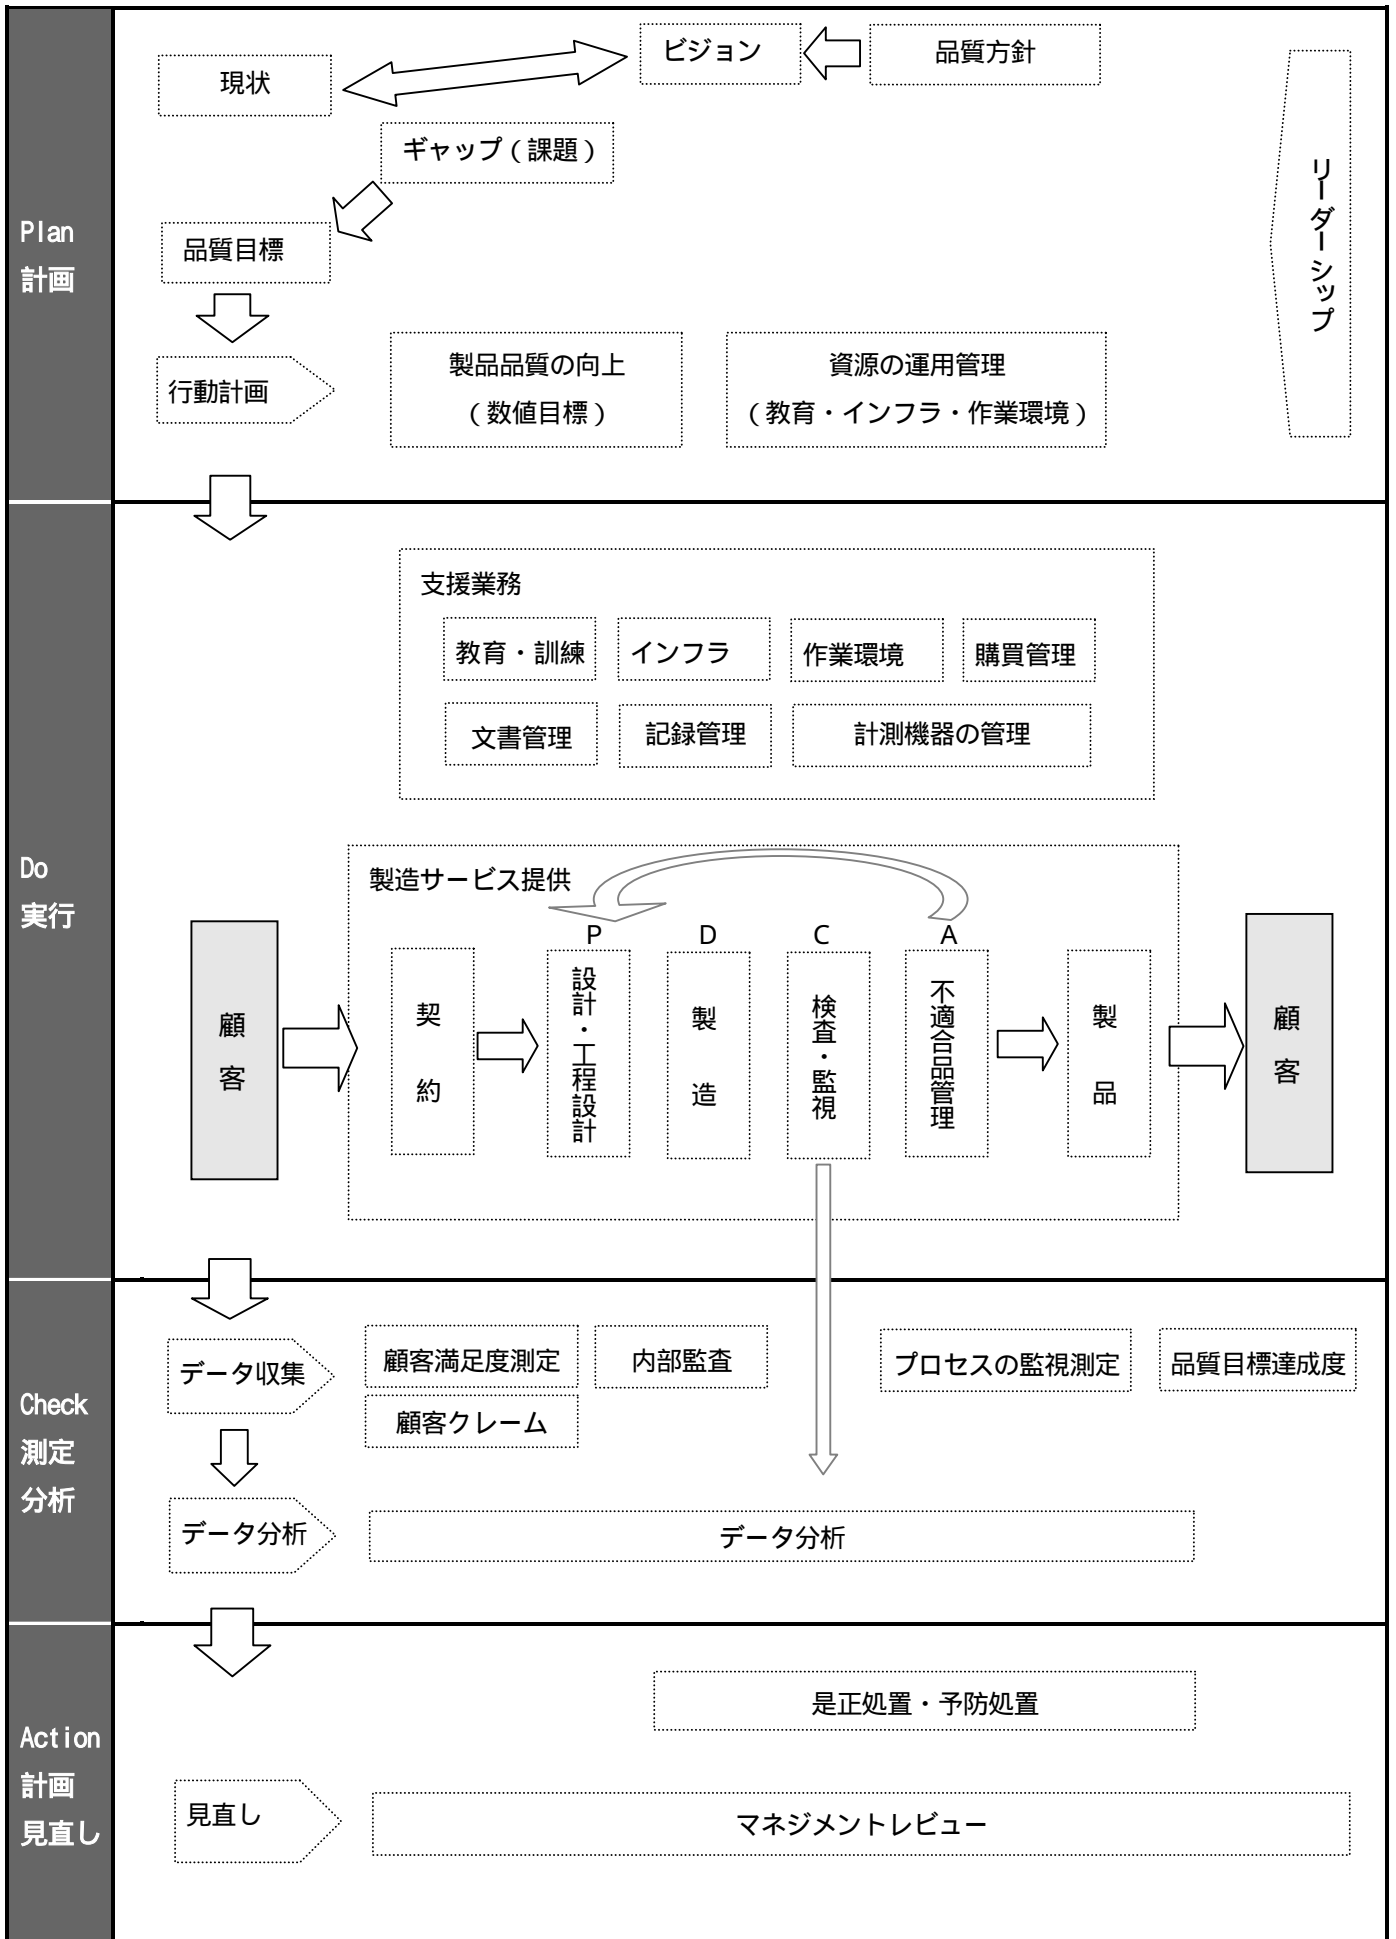 Plan
計画
現状
ビジョン
品質方針
ギャップ（課題）
品質目標
行動計画
製品品質の向上
（数値目標）
資源の運用管理
（教育・インフラ・作業環境）
リーダーシップ
Do
実行
支援業務
教育・訓練
インフラ
作業環境
購買管理
文書管理
記録管理
計測機器の管理
製造サービス提供
P
D
C
A
顧客
契約
設計・工程設計
製造
検査・監視
不適合品管理
製品
顧客
Check
測定
分析
データ収集
顧客満足度測定
内部監査
プロセスの監視測定
品質目標達成度
顧客クレーム
データ分析
データ分析
Action
計画
見直し
是正処置・予防処置
見直し
マネジメントレビュー